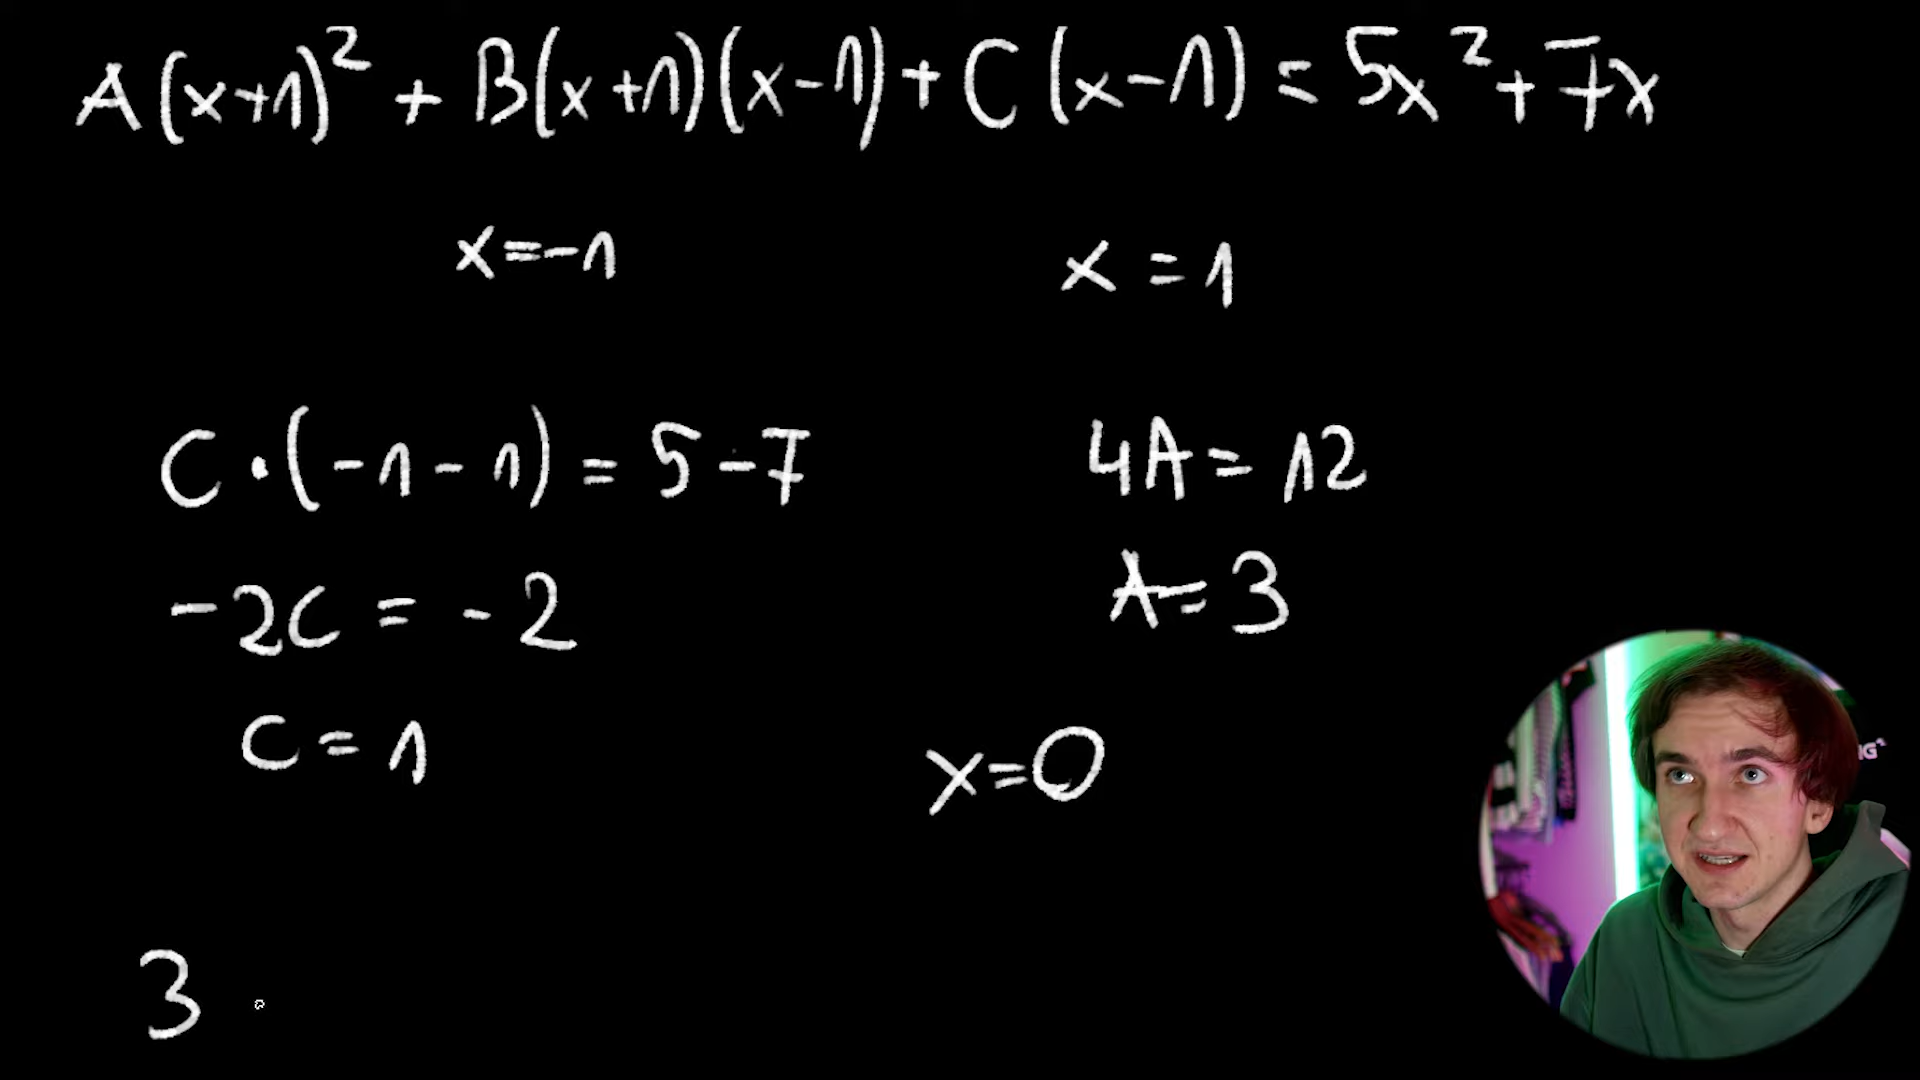 A(x+1)² + B(x+1)(x-1) + C(x-1) = 5x² + 7x
x=-1
x = 1
C·(-1-1) = 5-7
4A = 12
-2C = -2
A = 3
C = 1
x=0
3